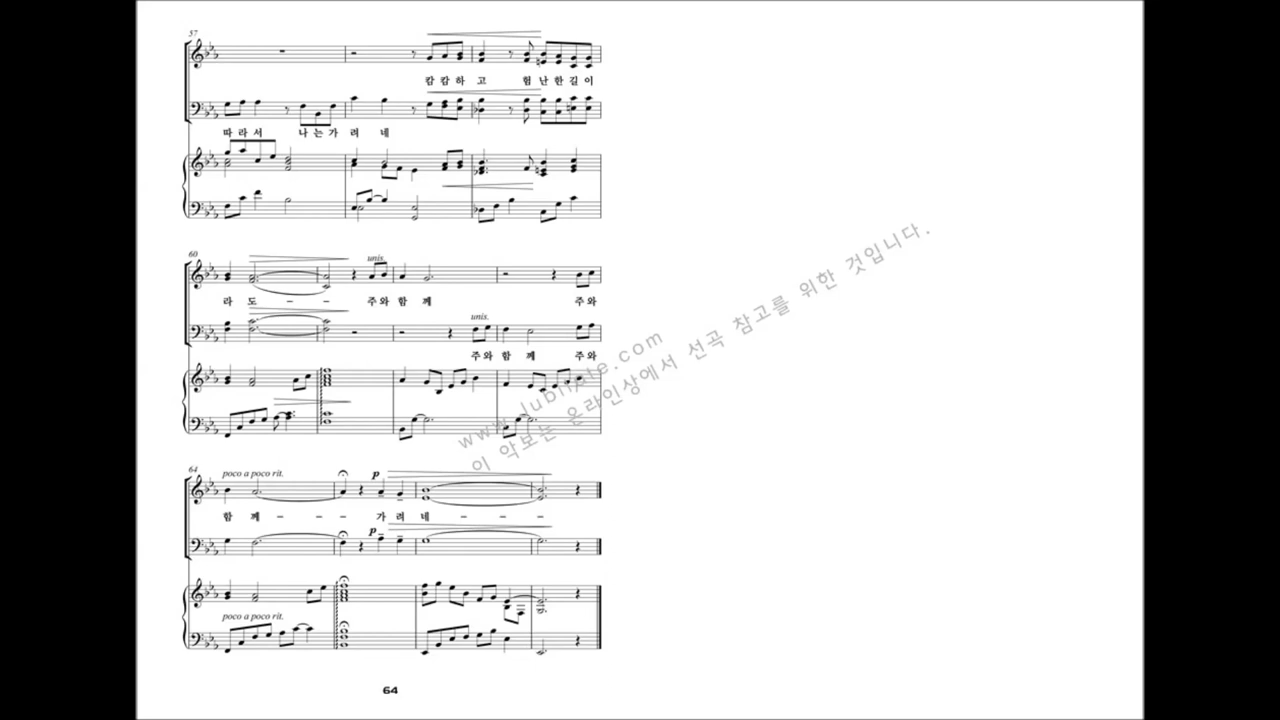 57
캄캄하 고 험난한길이
따라서 나는가 려 네
60
unis.
라 도 - - 주와 함 께 주와
unis.
주와 함 께 주와
64
poco a poco rit.
p
함 께 - - - 가 려 네 - - -
p
poco a poco rit.
www.jubilate.com
이 악보는 온라인상에서 선곡 참고를 위한 것입니다.
64